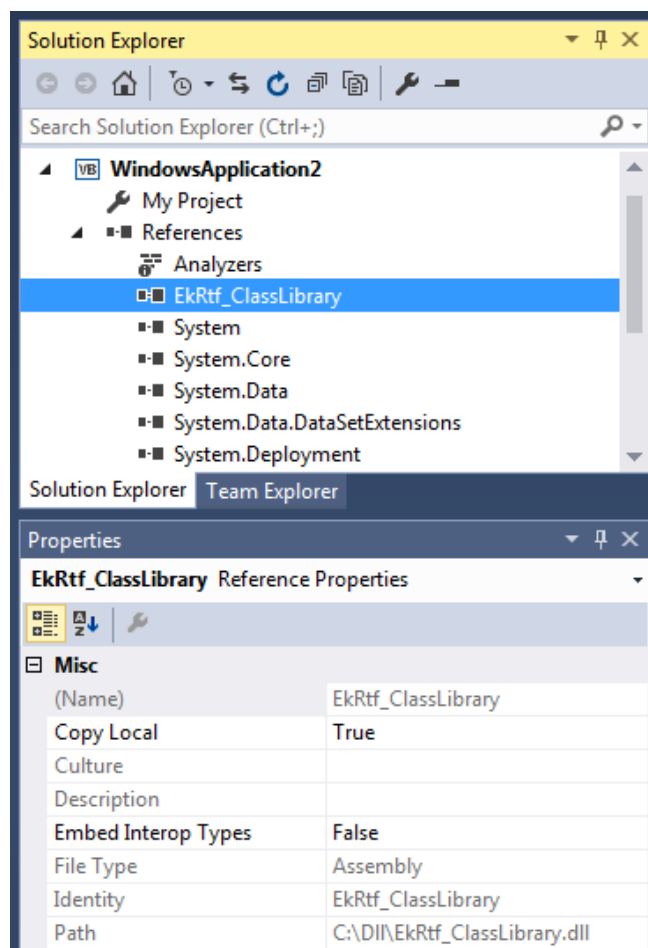 Solution Explorer
Search Solution Explorer (Ctrl+;)
VB WindowsApplication2
My Project
References
Analyzers
EkRtf_ClassLibrary
System
System.Core
System.Data
System.Data.DataSetExtensions
System.Deployment
Solution Explorer Team Explorer
Properties
EkRtf_ClassLibrary Reference Properties
Misc
(Name) EkRtf_ClassLibrary
Copy Local True
Culture
Description
Embed Interop Types False
File Type Assembly
Identity EkRtf_ClassLibrary
Path C:\Dll\EkRtf_ClassLibrary.dll